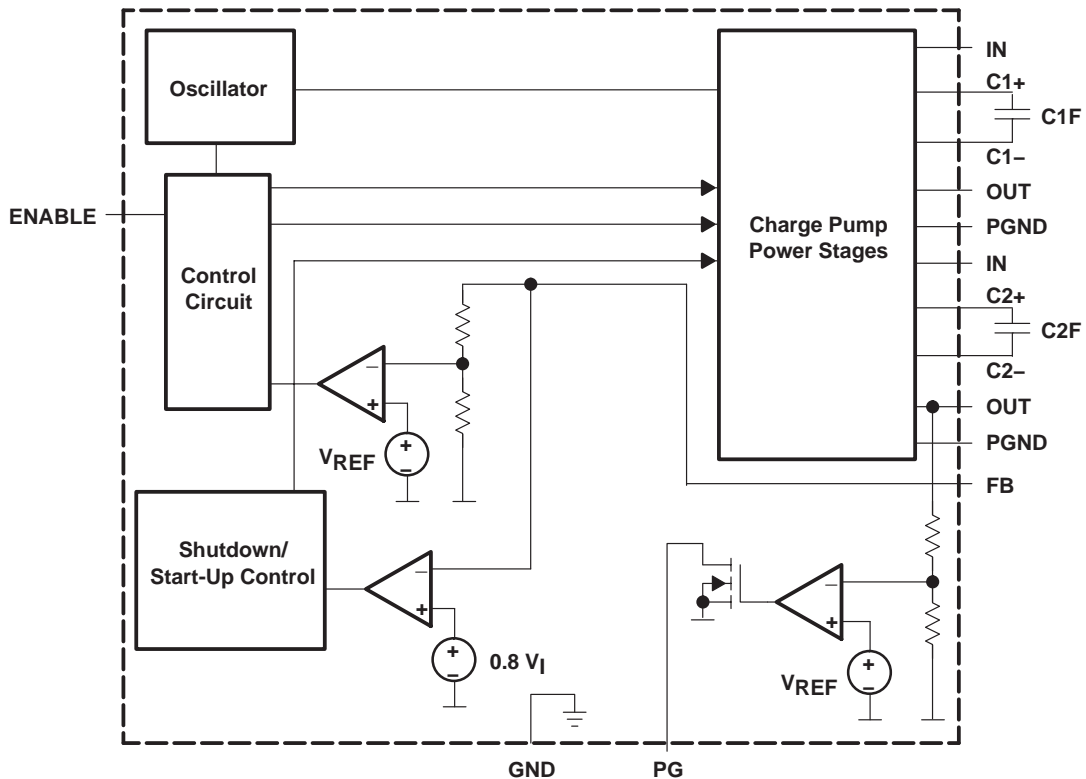 Oscillator
IN
C1+
C1F
C1–
ENABLE
OUT
PGND
Charge Pump
Power Stages
IN
Control
Circuit
C2+
C2F
C2–
–
+
OUT
+
–
VREF
PGND
FB
Shutdown/
Start-Up Control
–
+
–
+
+
–
0.8 VI
+
–
VREF
GND
PG